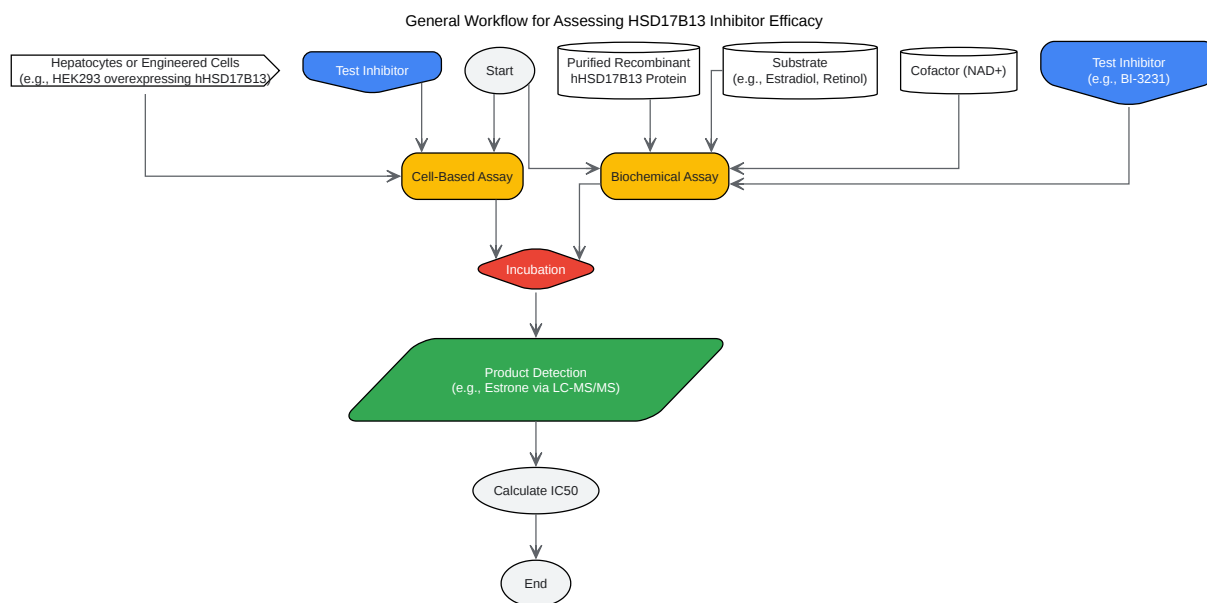 General Workflow for Assessing HSD17B13 Inhibitor Efficacy
Hepatocytes or Engineered Cells
(e.g., HEK293 overexpressing hHSD17B13)
Test Inhibitor
Start
Purified Recombinant
hHSD17B13 Protein
Substrate
(e.g., Estradiol, Retinol)
Cofactor (NAD+)
Test Inhibitor
(e.g., BI-3231)
Cell-Based Assay
Biochemical Assay
Incubation
Product Detection
(e.g., Estrone via LC-MS/MS)
Calculate IC50
End